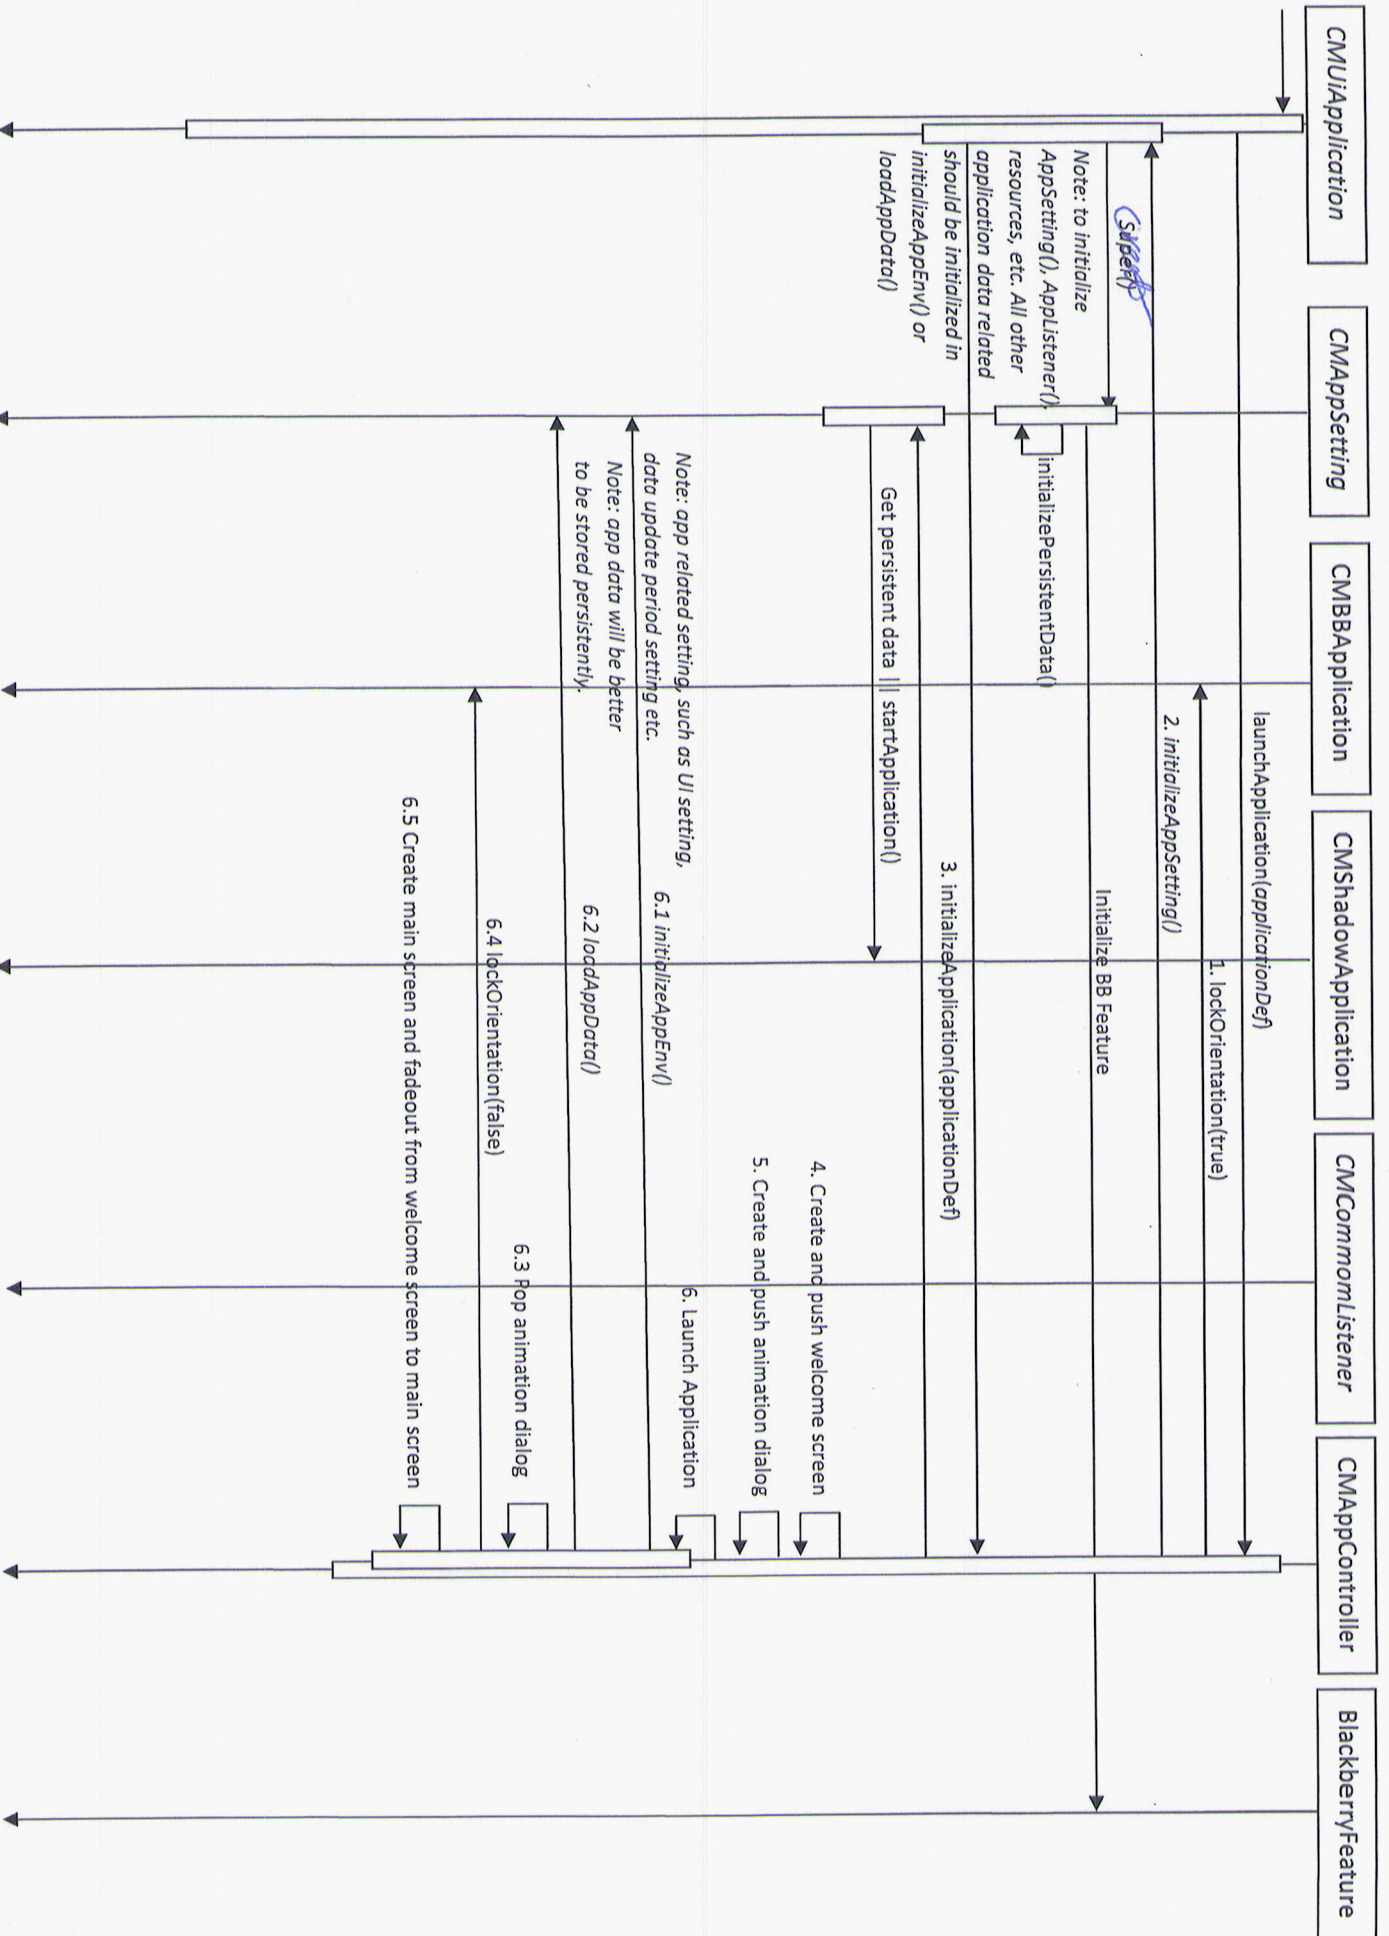 CMUiApplication
CMAppSetting
CMBBApplication
CMShadowApplication
CMCommomListener
CMAppController
BlackberryFeature
launchApplication(applicationDef)
1. lockOrientation(true)
2. initializeAppSetting()
Super()
Initialize BB Feature
Note: to initialize
AppSetting(), AppListener(),
resources, etc. All other
application data related
should be initialized in
initializeAppEnv() or
loadAppData()
initializePersistentData()
3. initializeApplication(applicationDef)
Get persistent data ||| startApplication()
4. Create and push welcome screen
5. Create and push animation dialog
6. Launch Application
Note: app related setting, such as UI setting,
data update period setting etc.
6.1 initializeAppEnv()
Note: app data will be better
to be stored persistently.
6.2 loadAppData()
6.3 Pop animation dialog
6.4 lockOrientation(false)
6.5 Create main screen and fadeout from welcome screen to main screen